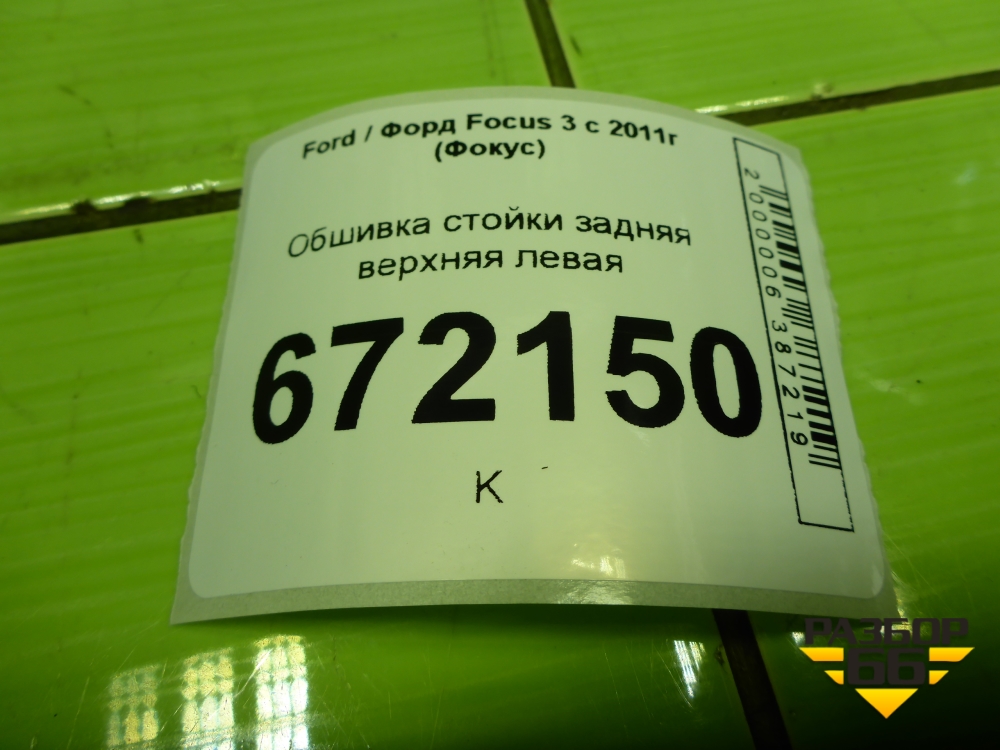 Ford / Форд Focus 3 с 2011г
(Фокус)
Обшивка стойки задняя
верхняя левая
672150
К
2000006387219
РАЗБОР
66